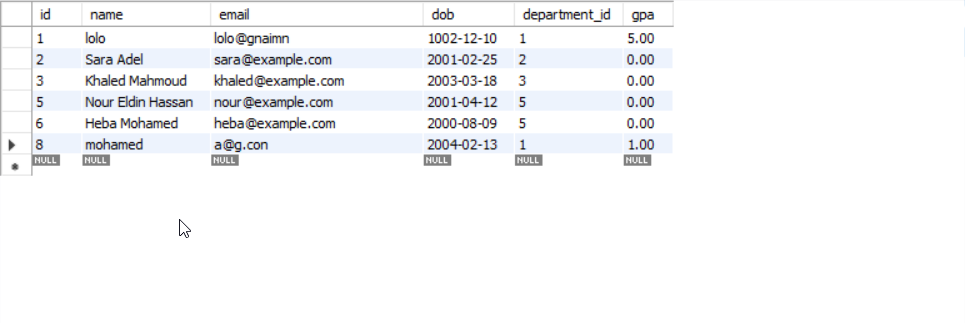 id name email dob department_id gpa
1 lolo lolo@gnaimn 1002-12-10 1 5.00
2 Sara Adel sara@example.com 2001-02-25 2 0.00
3 Khaled Mahmoud khaled@example.com 2003-03-18 3 0.00
5 Nour Eldin Hassan nour@example.com 2001-04-12 5 0.00
6 Heba Mohamed heba@example.com 2000-08-09 5 0.00
8 mohamed a@g.con 2004-02-13 1 1.00
NULL NULL NULL NULL NULL NULL